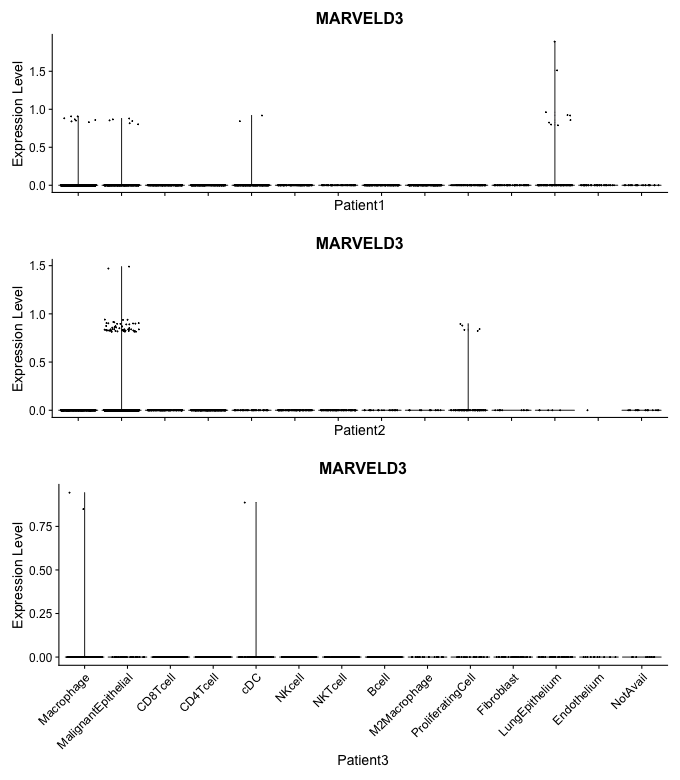 MARVELD3
Expression Level
1.5
1.0
0.5
0.0
Patient1
MARVELD3
Expression Level
1.5
1.0
0.5
0.0
Patient2
MARVELD3
Expression Level
0.75
0.50
0.25
0.00
Macrophage
MalignantEpithelial
CD8Tcell
CD4Tcell
cDC
NKcell
NKTcell
Bcell
M2Macrophage
ProliferatingCell
Fibroblast
LungEpithelium
Endothelium
NotAvail
Patient3